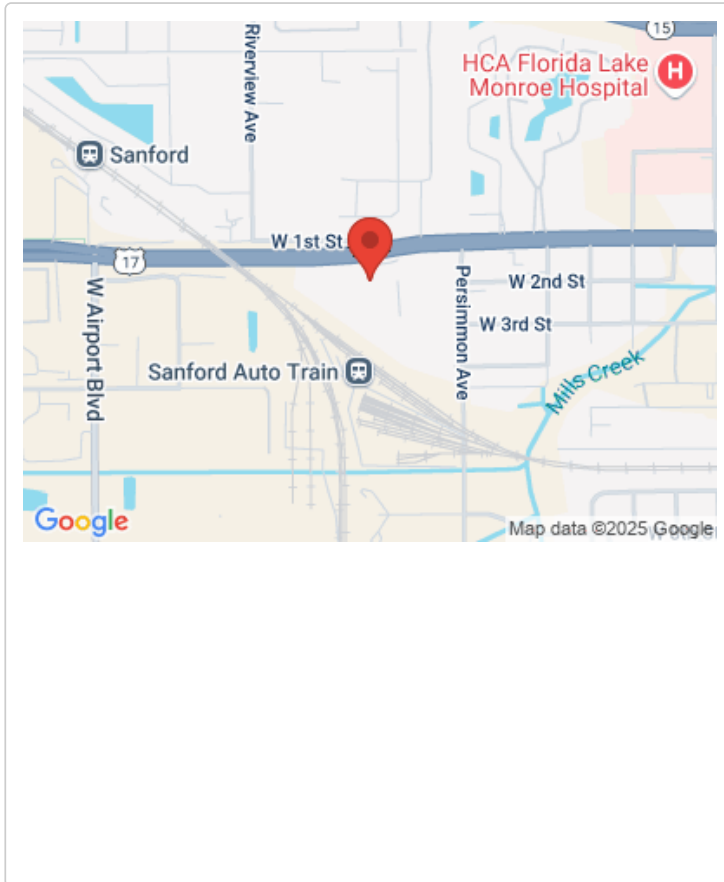 15
HCA Florida Lake
Monroe Hospital
H
Riverview Ave
Sanford
W 1st St
17
W Airport Blvd
Persimmon Ave
W 2nd St
W 3rd St
Sanford Auto Train
Mills Creek
Google
Map data ©2025 Google